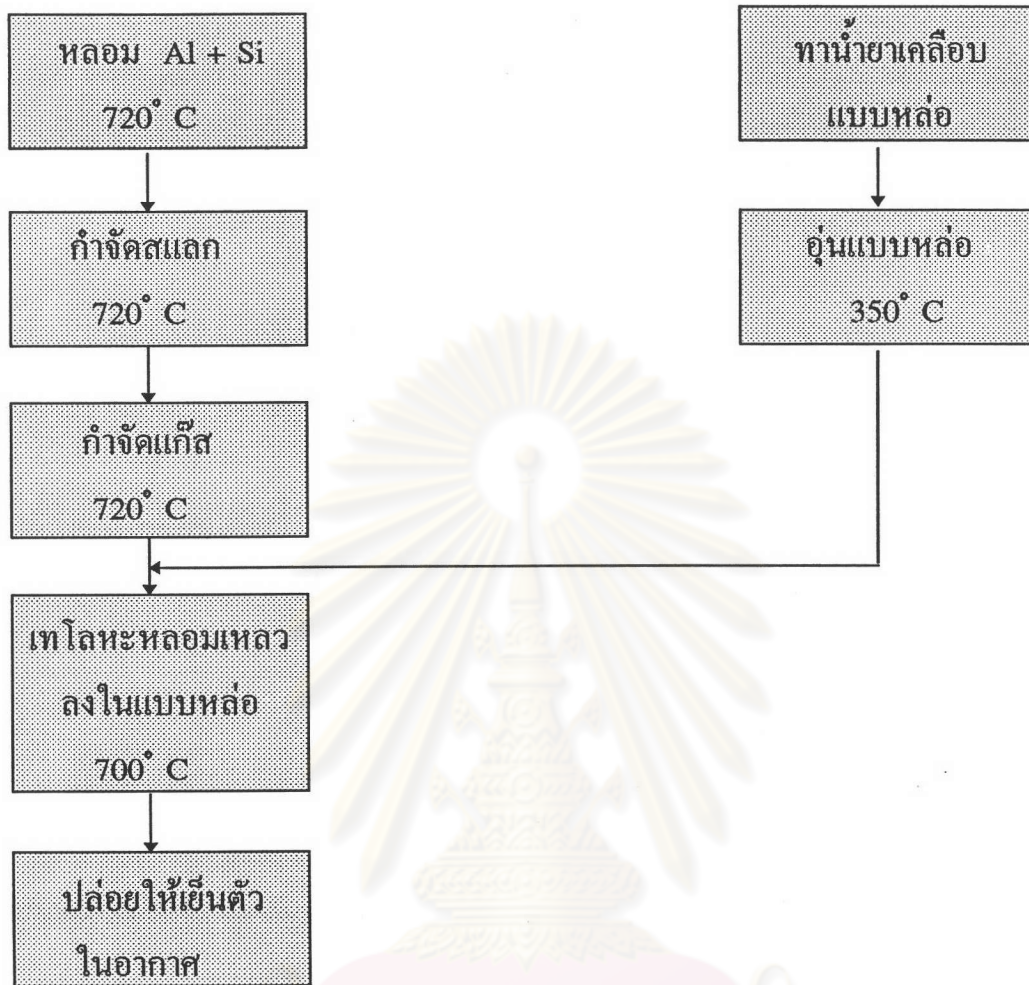 หลอม Al + Si
720° C
กำจัดสแลก
720° C
กำจัดแก๊ส
720° C
ทาน้ำยาเคลือบ
แบบหล่อ
อุ่นแบบหล่อ
350° C
เทโลหะหลอมเหลว
ลงในแบบหล่อ
700° C
ปล่อยให้เย็นตัว
ในอากาศ